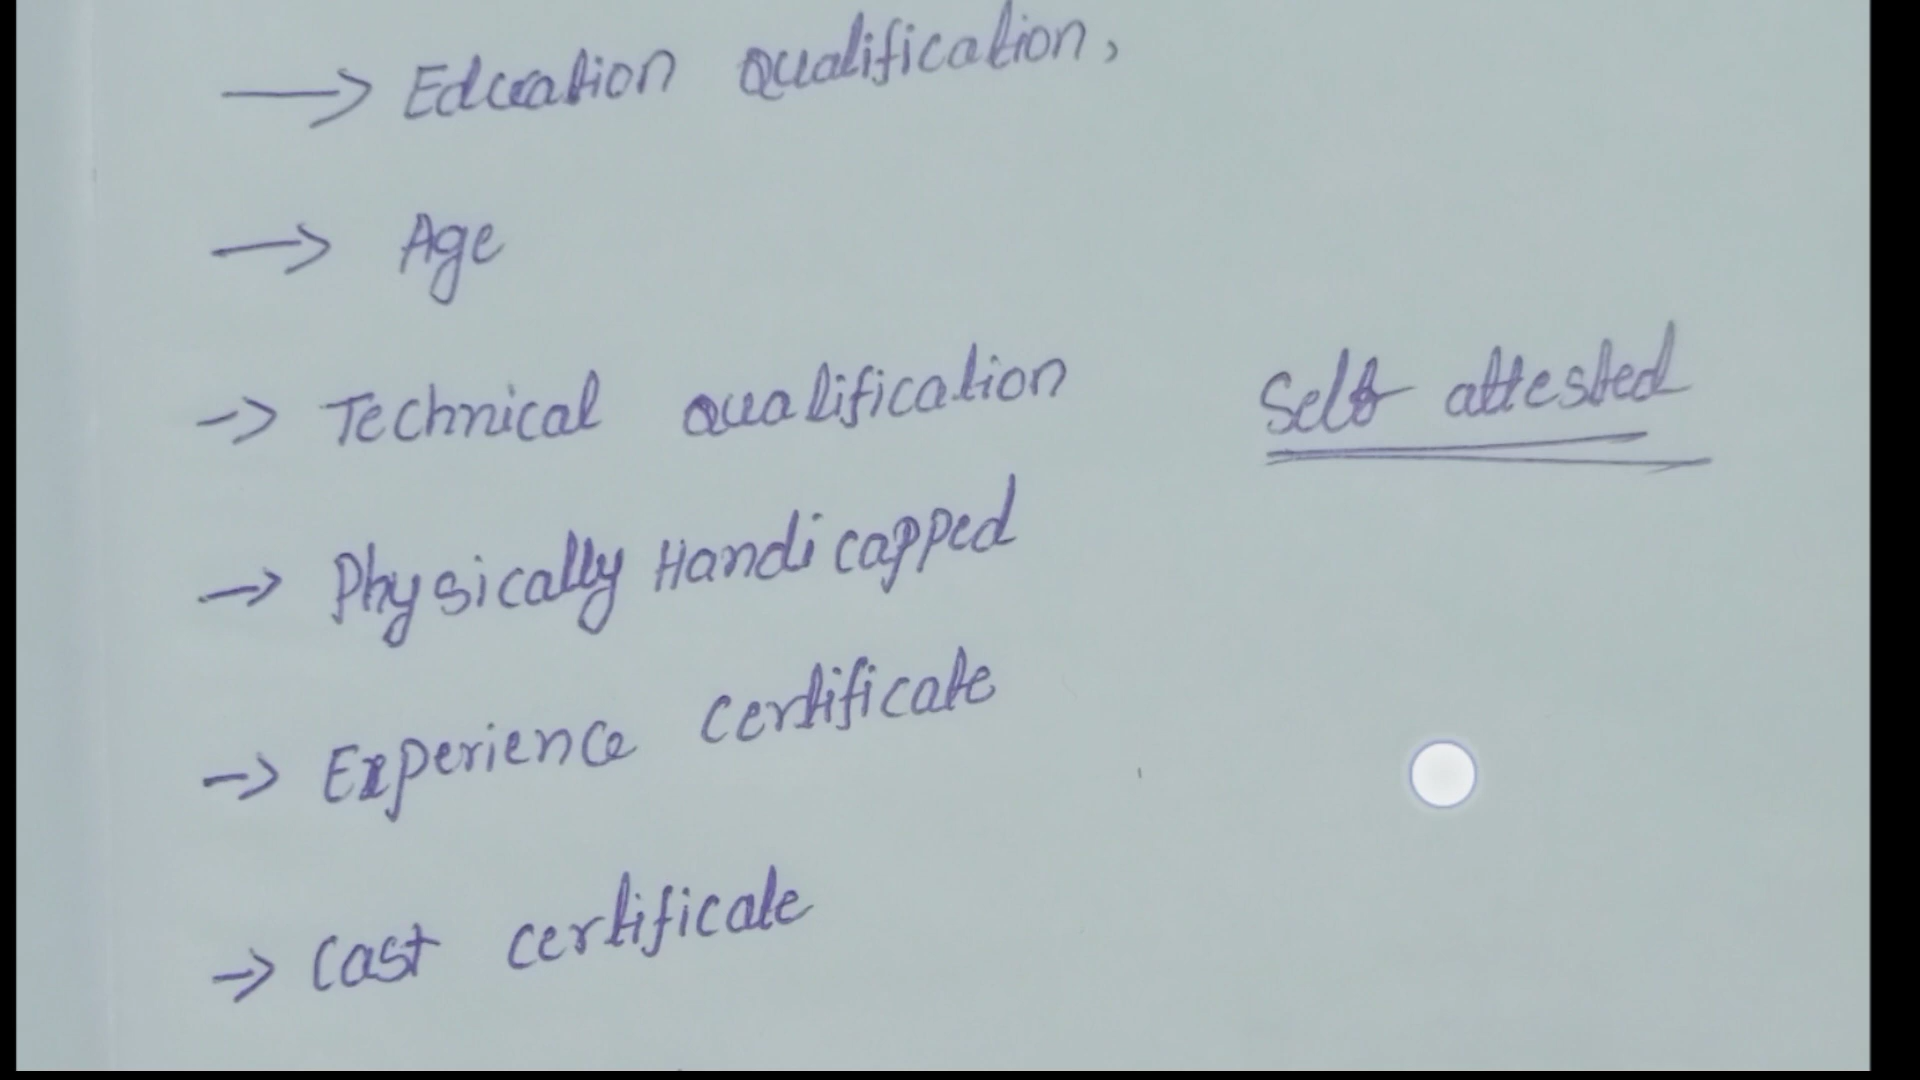 → Education Qualification,
→ Age
→ Technical qualification
Self attested
→ Physically Handicapped
→ Experience certificate
→ Cast certificate